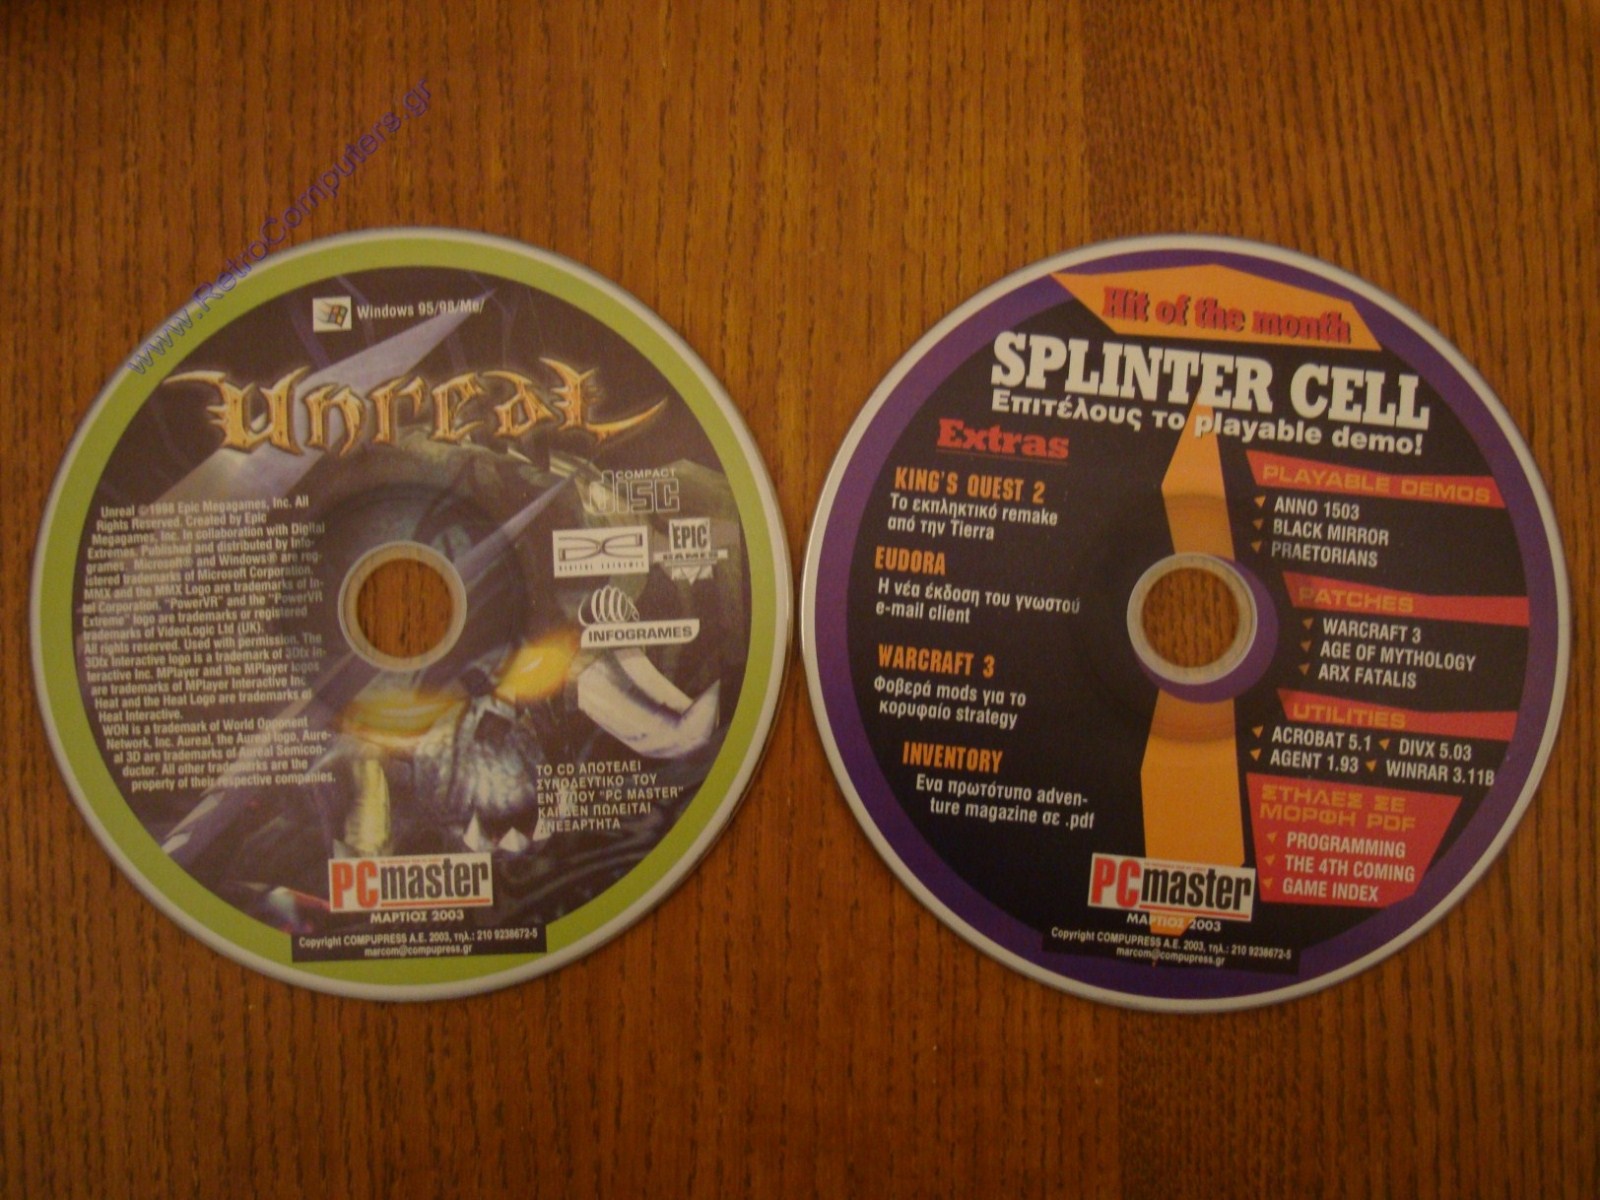 www.RetroComputers.gr
Windows 95/98/Me/
Unreal
Unreal ©1998 Epic Megagames, Inc. All
Rights Reserved. Created by Epic
Megagames, Inc. In collaboration with Digital
Extremes. Published and distributed by Info-
grames. Microsoft® and Windows® are reg-
istered trademarks of Microsoft Corporation.
MMX and the MMX Logo are trademarks of In-
tel Corporation. "PowerVR" and the "PowerVR
Extreme" logo are trademarks or registered
trademarks of VideoLogic Ltd (UK).
All rights reserved. Used with permission. The
3Dfx Interactive logo is a trademark of 3Dfx In-
teractive Inc. MPlayer and the MPlayer logos
are trademarks of MPlayer Interactive Inc
Heat and the Heat Logo are trademarks of
Heat Interactive.
WON is a trademark of World Opponent
Network, Inc. Aureal, the Aureal logo, Aure-
al 3D are trademarks of Aureal Semicon-
ductor. All other trademarks are the
property of their respective companies.
COMPACT
disc
DIGITAL EXTREMES
EPIC
GAMES
INFOGRAMES
ΤΟ CD ΑΠΟΤΕΛΕΙ
ΣΥΝΟΔΕΥΤΙΚΟ ΤΟΥ
ΕΝΤΥΠΟΥ "PC MASTER"
ΚΑΙ ΔΕΝ ΠΩΛΕΙΤΑΙ
ΑΝΕΞΑΡΤΗΤΑ
PCmaster
ΜΑΡΤΙΟΣ 2003
Copyright COMPUPRESS A.E. 2003, τηλ.: 210 9238672-5
marcom@compupress.gr
Hit of the month
SPLINTER CELL
Επιτέλους το playable demo!
Extras
KING'S QUEST 2
Το εκπληκτικό remake
από την Tierra
EUDORA
Η νέα έκδοση του γνωστού
e-mail client
WARCRAFT 3
Φοβερά mods για το
κορυφαίο strategy
INVENTORY
Ενα πρωτότυπο adven-
ture magazine σε .pdf
PLAYABLE DEMOS
ANNO 1503
BLACK MIRROR
PRAETORIANS
PATCHES
WARCRAFT 3
AGE OF MYTHOLOGY
ARX FATALIS
UTILITIES
ACROBAT 5.1 DIVX 5.03
AGENT 1.93 WINRAR 3.11B
ΣΤΗΛΕΣ ΣΕ
ΜΟΡΦΗ PDF
PROGRAMMING
THE 4TH COMING
GAME INDEX
PCmaster
ΜΑΡΤΙΟΣ 2003
Copyright COMPUPRESS A.E. 2003, τηλ.: 210 9238672-5
marcom@compupress.gr